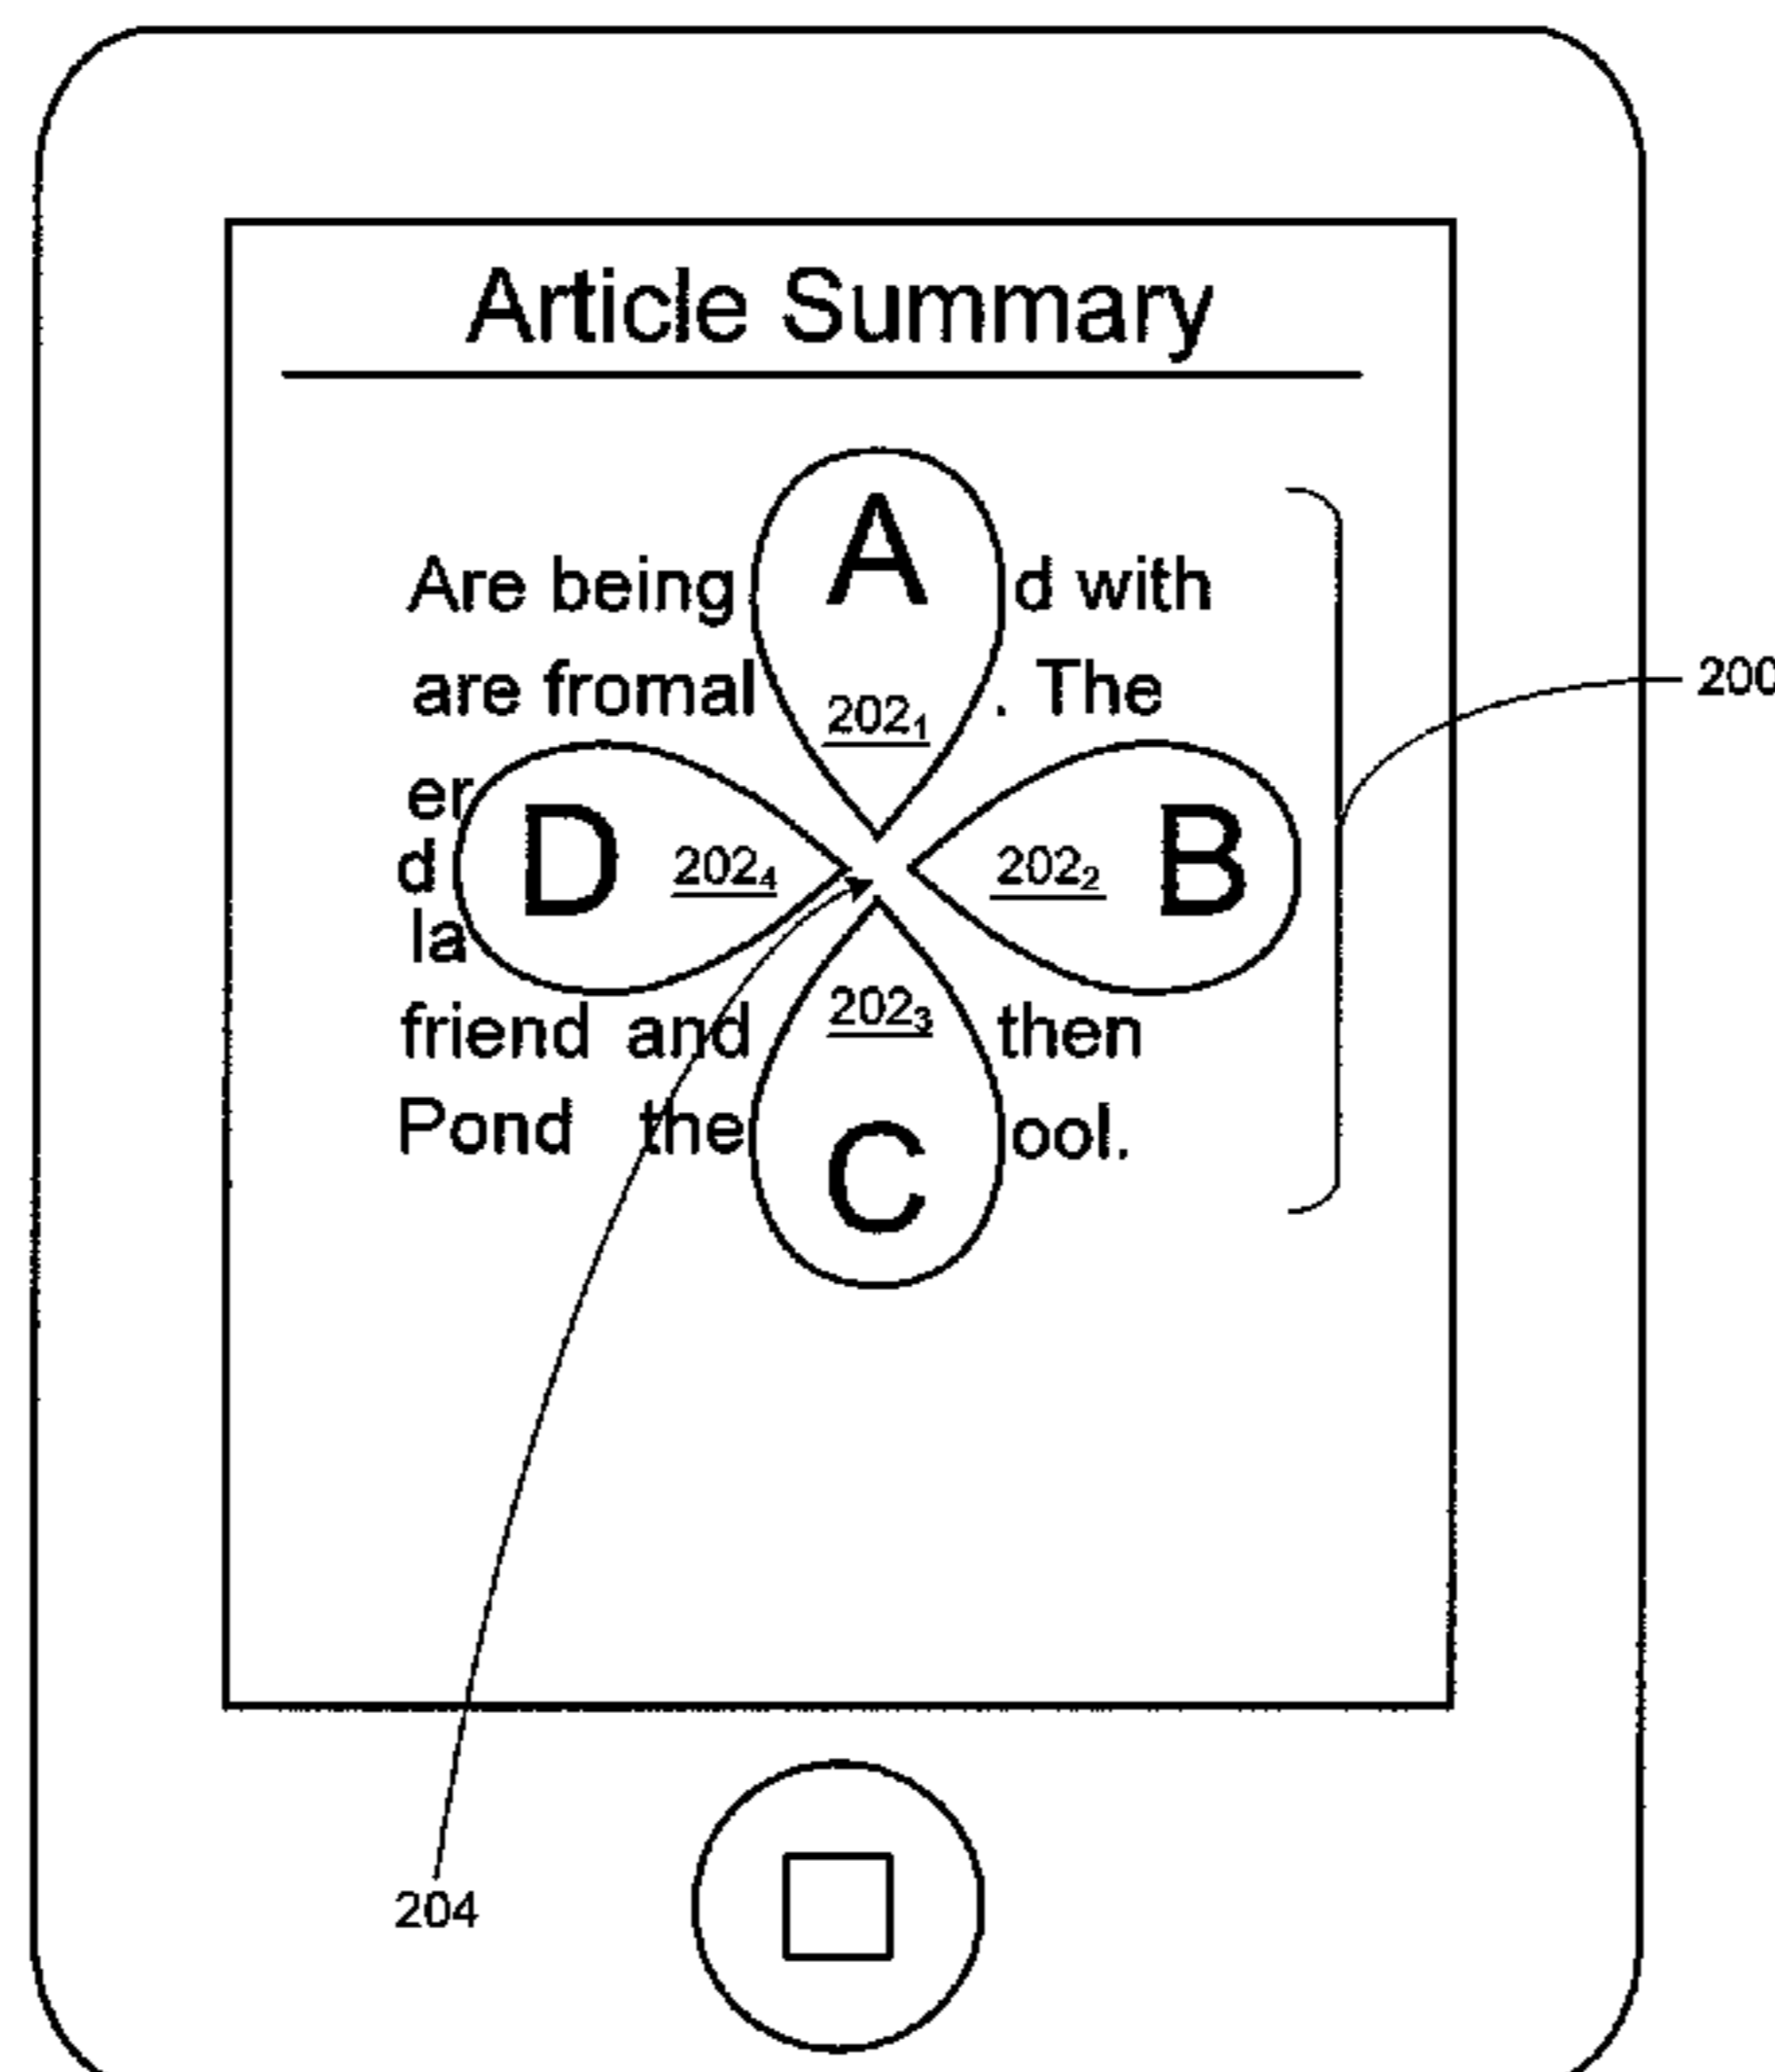 Article Summary
Are being A d with
are fromal 202₁ . The
200
er
d D 202₄ 202₂ B
la
friend and 202₃ then
Pond the C ool.
204